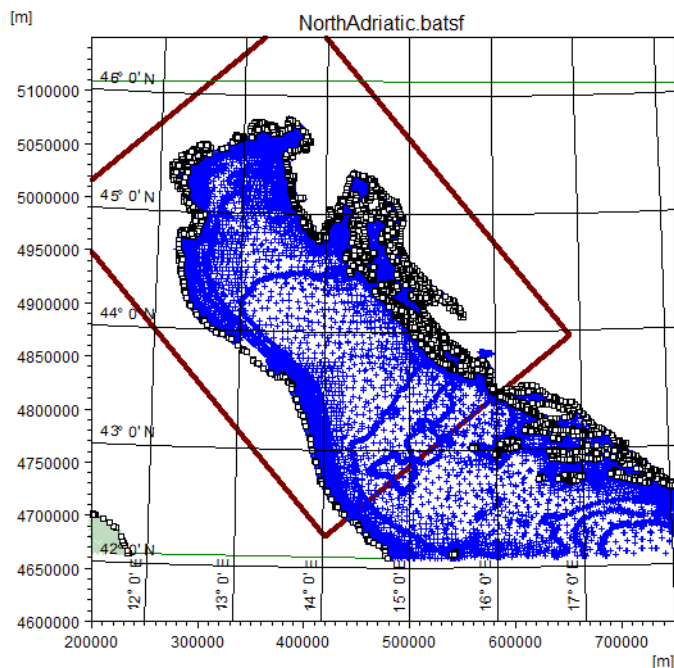 [m]
NorthAdriatic.batsf
5100000
5050000
5000000
4950000
4900000
4850000
4800000
4750000
4700000
4650000
4600000
46° 0' N
45° 0' N
44° 0' N
43° 0' N
42° 0' N
12° 0' E
13° 0' E
14° 0' E
15° 0' E
16° 0' E
17° 0' E
200000 300000 400000 500000 600000 700000
[m]